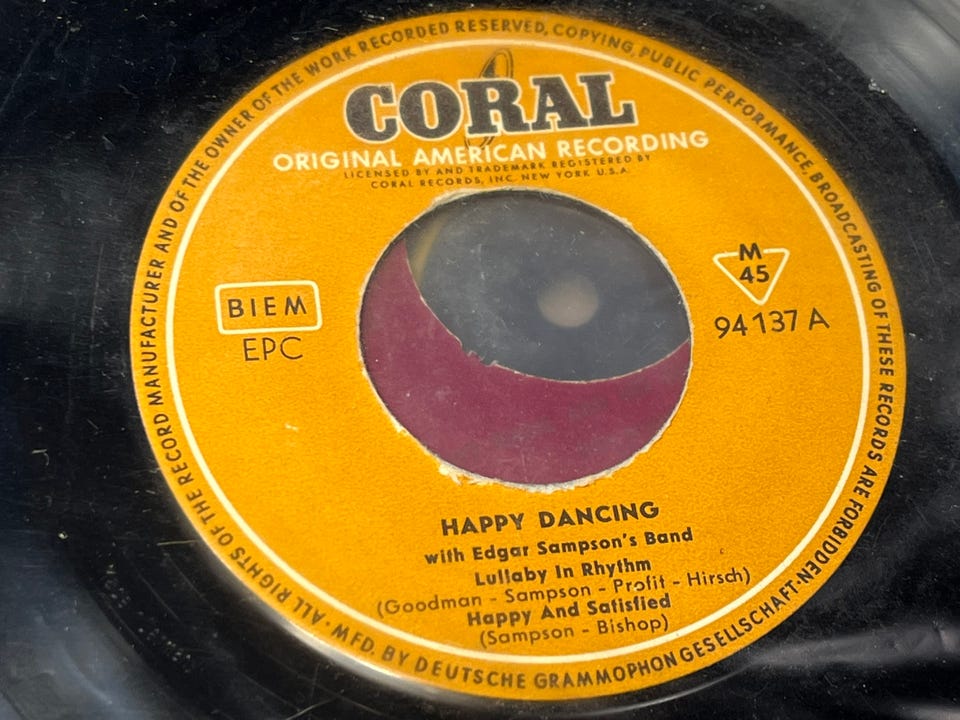 ALL RIGHTS OF THE RECORD MANUFACTURER AND OF THE OWNER OF THE WORK RECORDED RESERVED, COPYING, PUBLIC PERFORMANCE, BROADCASTING OF THESE RECORDS ARE FORBIDDEN · MFD. BY DEUTSCHE GRAMMOPHON GESELLSCHAFT ·
CORAL
ORIGINAL AMERICAN RECORDING
LICENSED BY AND TRADEMARK REGISTERED BY
CORAL RECORDS, INC. NEW YORK U.S.A.
M
45
BIEM
94 137 A
EPC
HAPPY DANCING
with Edgar Sampson's Band
Lullaby In Rhythm
(Goodman - Sampson - Profit - Hirsch)
Happy And Satisfied
(Sampson - Bishop)